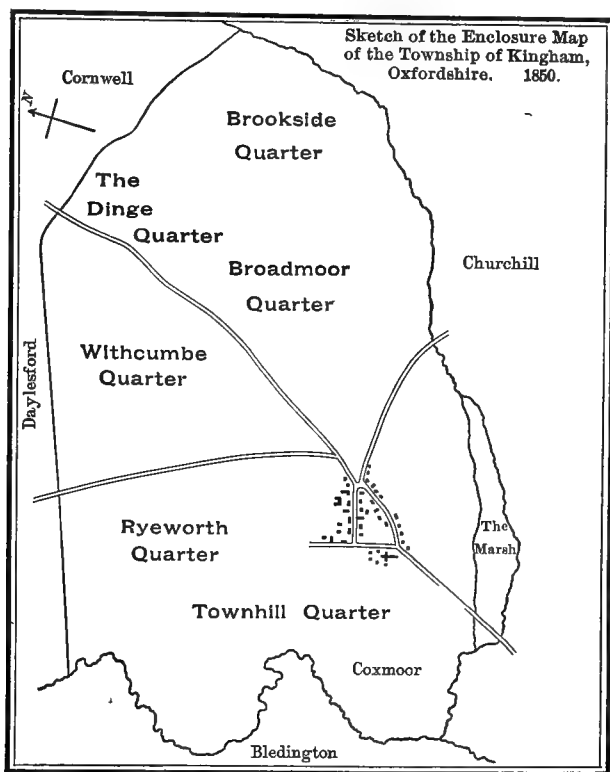 Sketch of the Enclosure Map
of the Township of Kingham,
Oxfordshire. 1850.
Cornwell
N
Brookside
Quarter
The
Dinge
Quarter
Broadmoor
Quarter
Churchill
Withcumbe
Quarter
Daylesford
Ryeworth
Quarter
The
Marsh
Townhill Quarter
Coxmoor
Bledington